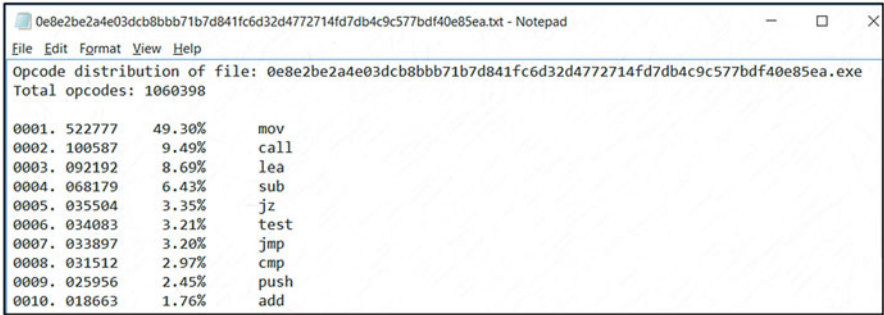 0e8e2be2a4e03dcb8bbb71b7d841fc6d32d4772714fd7db4c9c577bdf40e85ea.txt - Notepad
File Edit Format View Help
Opcode distribution of file: 0e8e2be2a4e03dcb8bbb71b7d841fc6d32d4772714fd7db4c9c577bdf40e85ea.exe
Total opcodes: 1060398
0001. 522777 49.30% mov
0002. 100587 9.49% call
0003. 092192 8.69% lea
0004. 068179 6.43% sub
0005. 035504 3.35% jz
0006. 034083 3.21% test
0007. 033897 3.20% jmp
0008. 031512 2.97% cmp
0009. 025956 2.45% push
0010. 018663 1.76% add